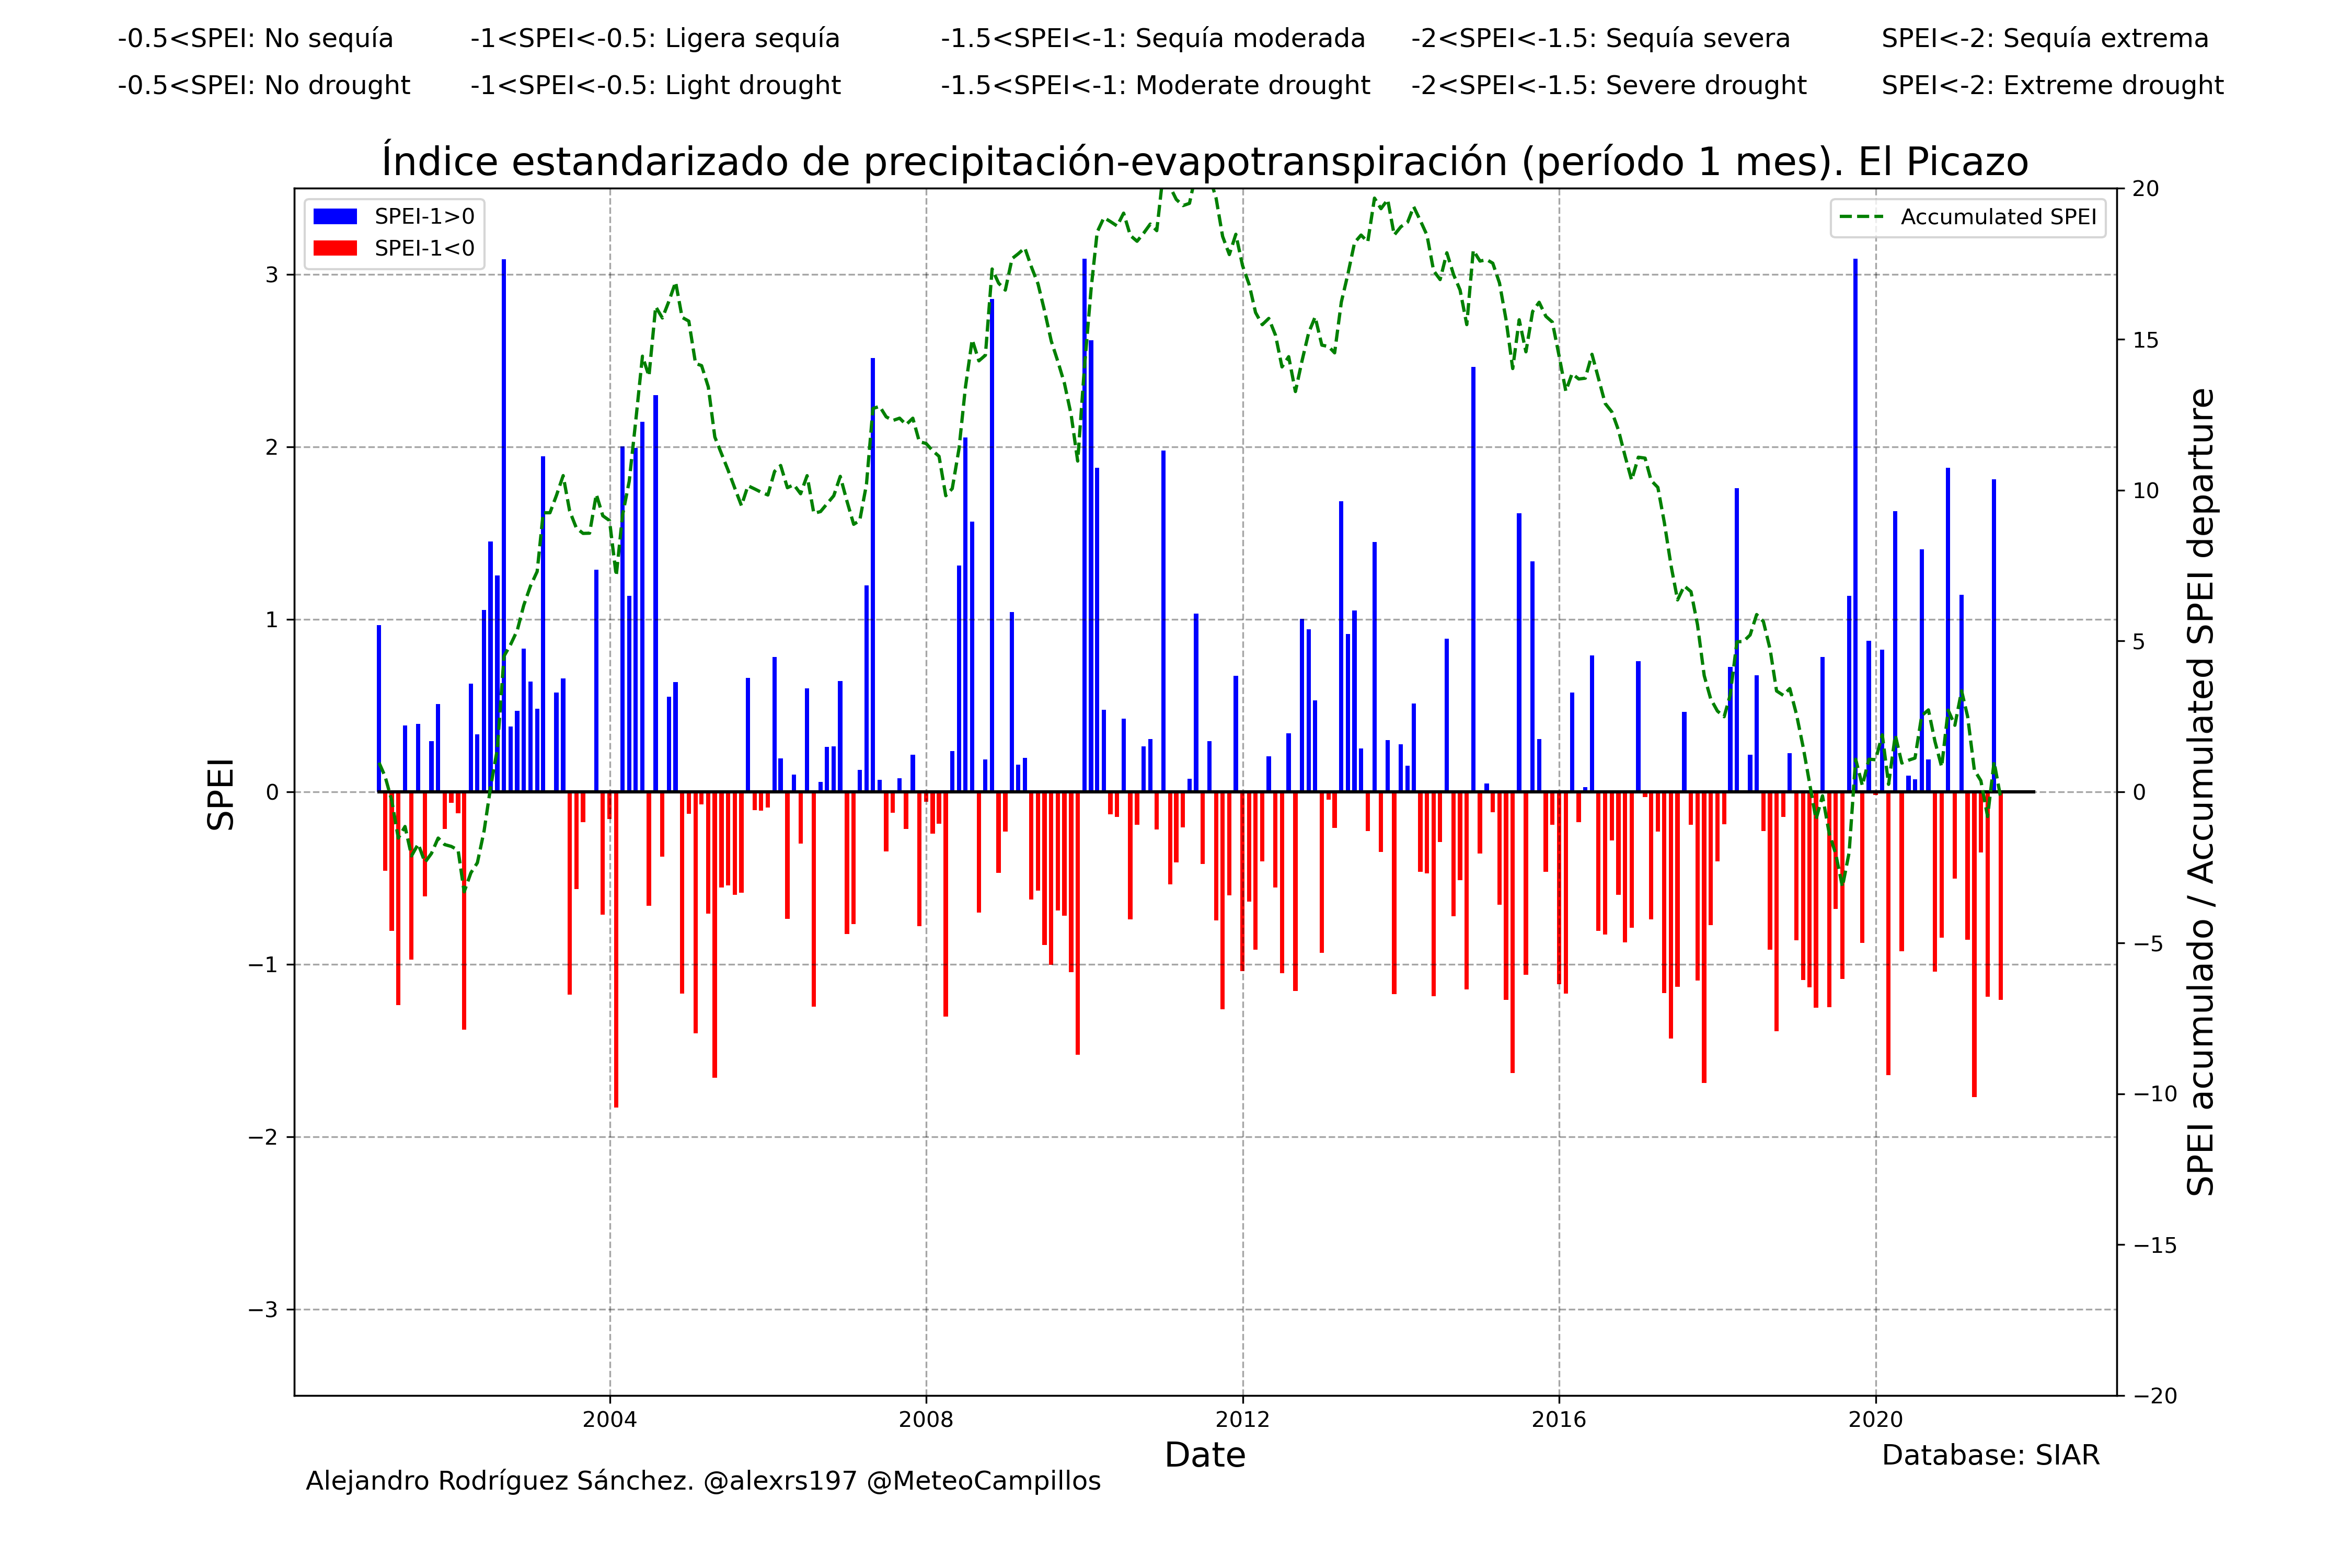 -0.5<SPEI: No sequía -1<SPEI<-0.5: Ligera sequía -1.5<SPEI<-1: Sequía moderada -2<SPEI<-1.5: Sequía severa SPEI<-2: Sequía extrema
-0.5<SPEI: No drought -1<SPEI<-0.5: Light drought -1.5<SPEI<-1: Moderate drought -2<SPEI<-1.5: Severe drought SPEI<-2: Extreme drought
Índice estandarizado de precipitación-evapotranspiración (período 1 mes). El Picazo
SPEI-1>0
SPEI-1<0
Accumulated SPEI
SPEI
3
2
1
0
−1
−2
−3
20
15
10
5
0
−5
−10
−15
−20
SPEI acumulado / Accumulated SPEI departure
2004 2008 2012 2016 2020
Date
Database: SIAR
Alejandro Rodríguez Sánchez. @alexrs197 @MeteoCampillos